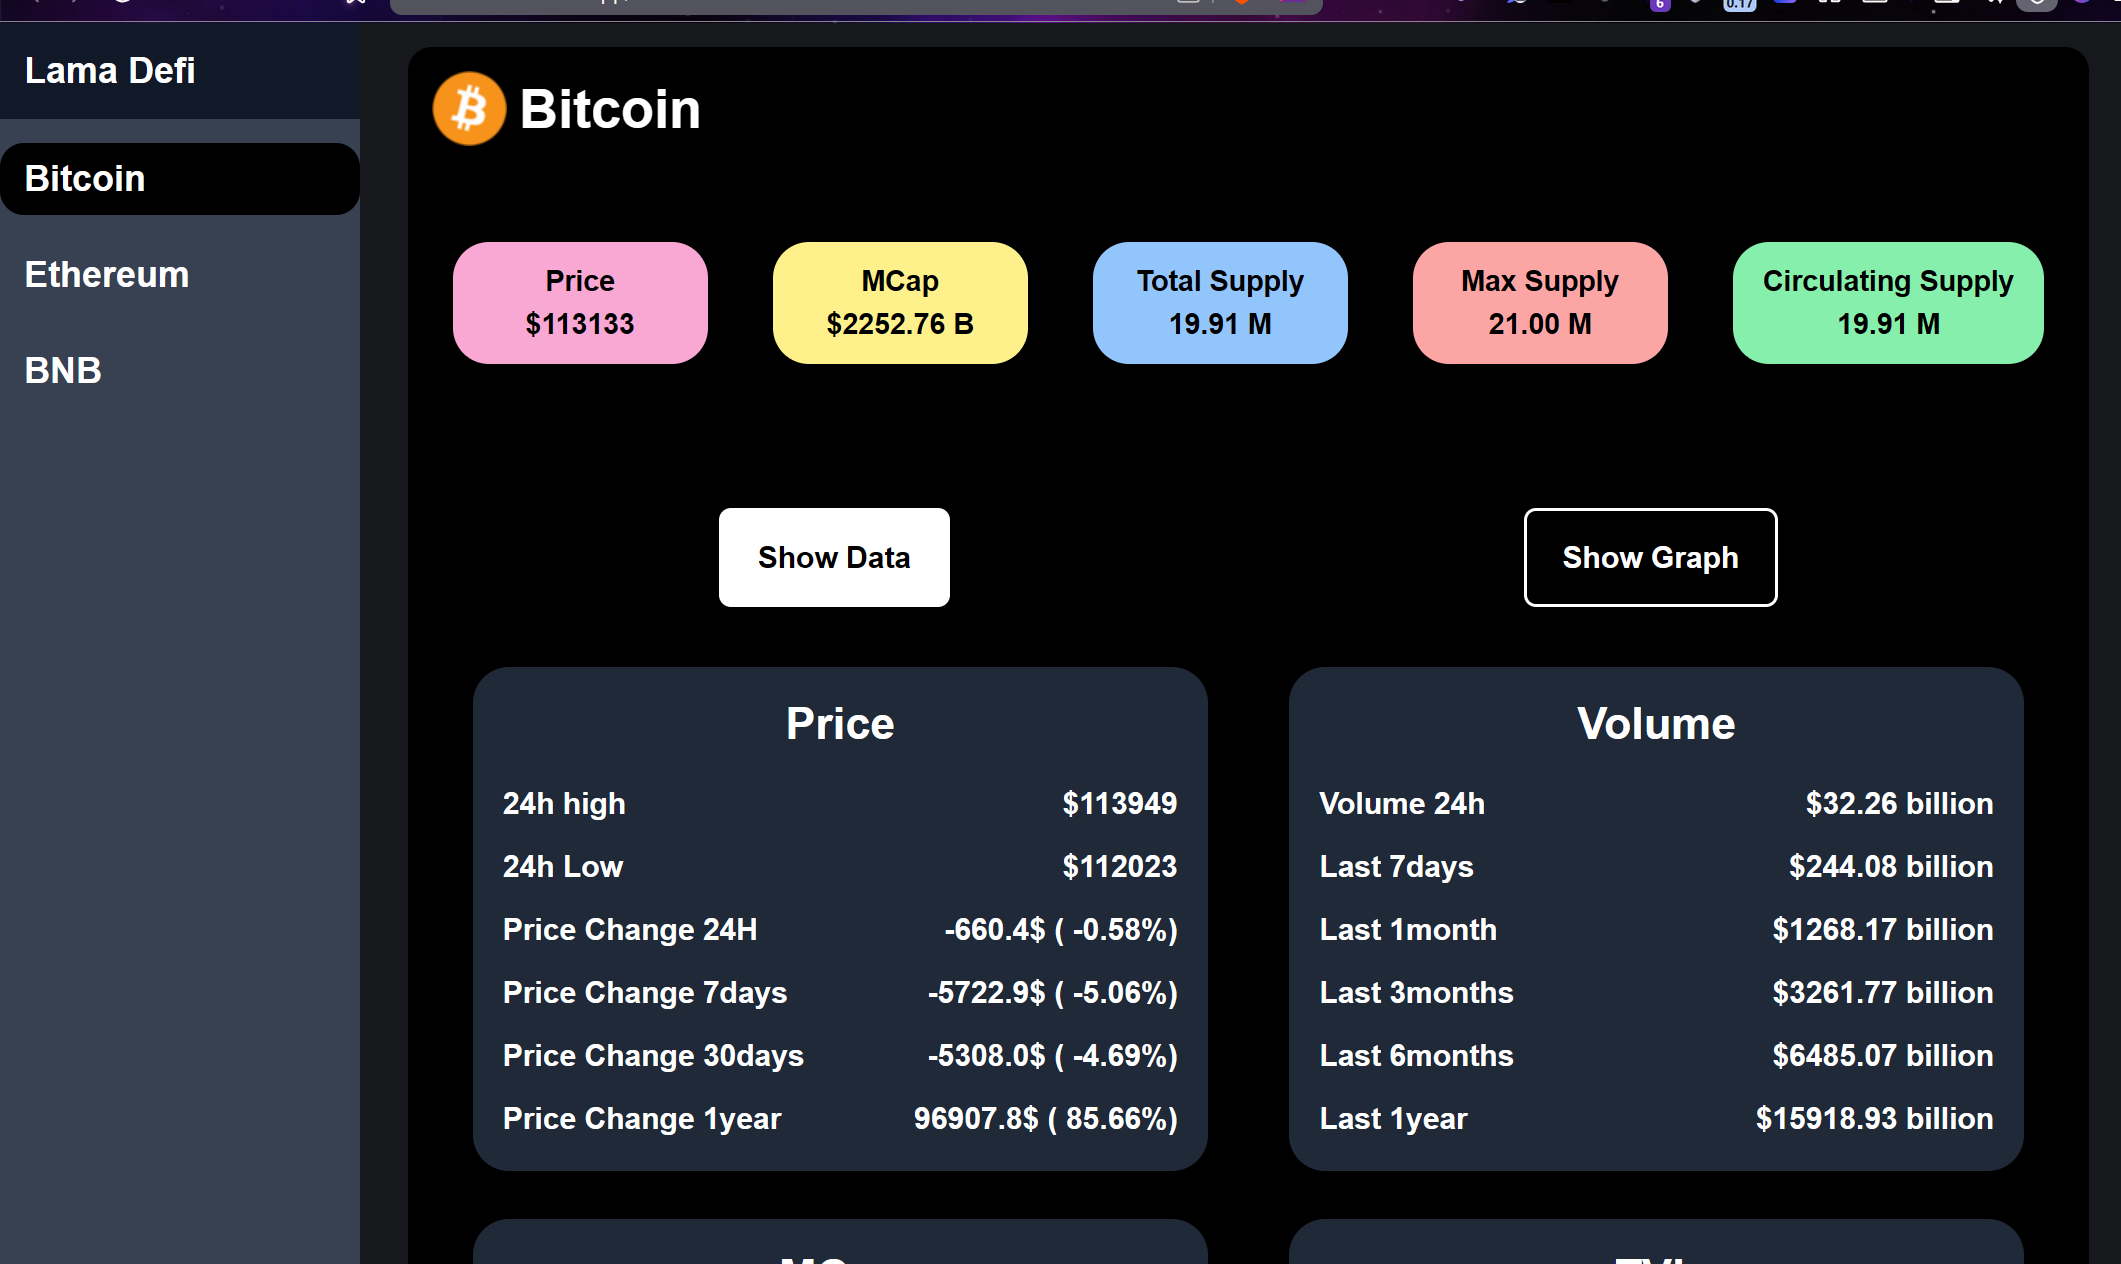 6
0.17
Lama Defi
Bitcoin
Ethereum
BNB
Bitcoin
Price
$113133
MCap
$2252.76 B
Total Supply
19.91 M
Max Supply
21.00 M
Circulating Supply
19.91 M
Show Data
Show Graph
Price
24h high $113949
24h Low $112023
Price Change 24H -660.4$ ( -0.58%)
Price Change 7days -5722.9$ ( -5.06%)
Price Change 30days -5308.0$ ( -4.69%)
Price Change 1year 96907.8$ ( 85.66%)
Volume
Volume 24h $32.26 billion
Last 7days $244.08 billion
Last 1month $1268.17 billion
Last 3months $3261.77 billion
Last 6months $6485.07 billion
Last 1year $15918.93 billion